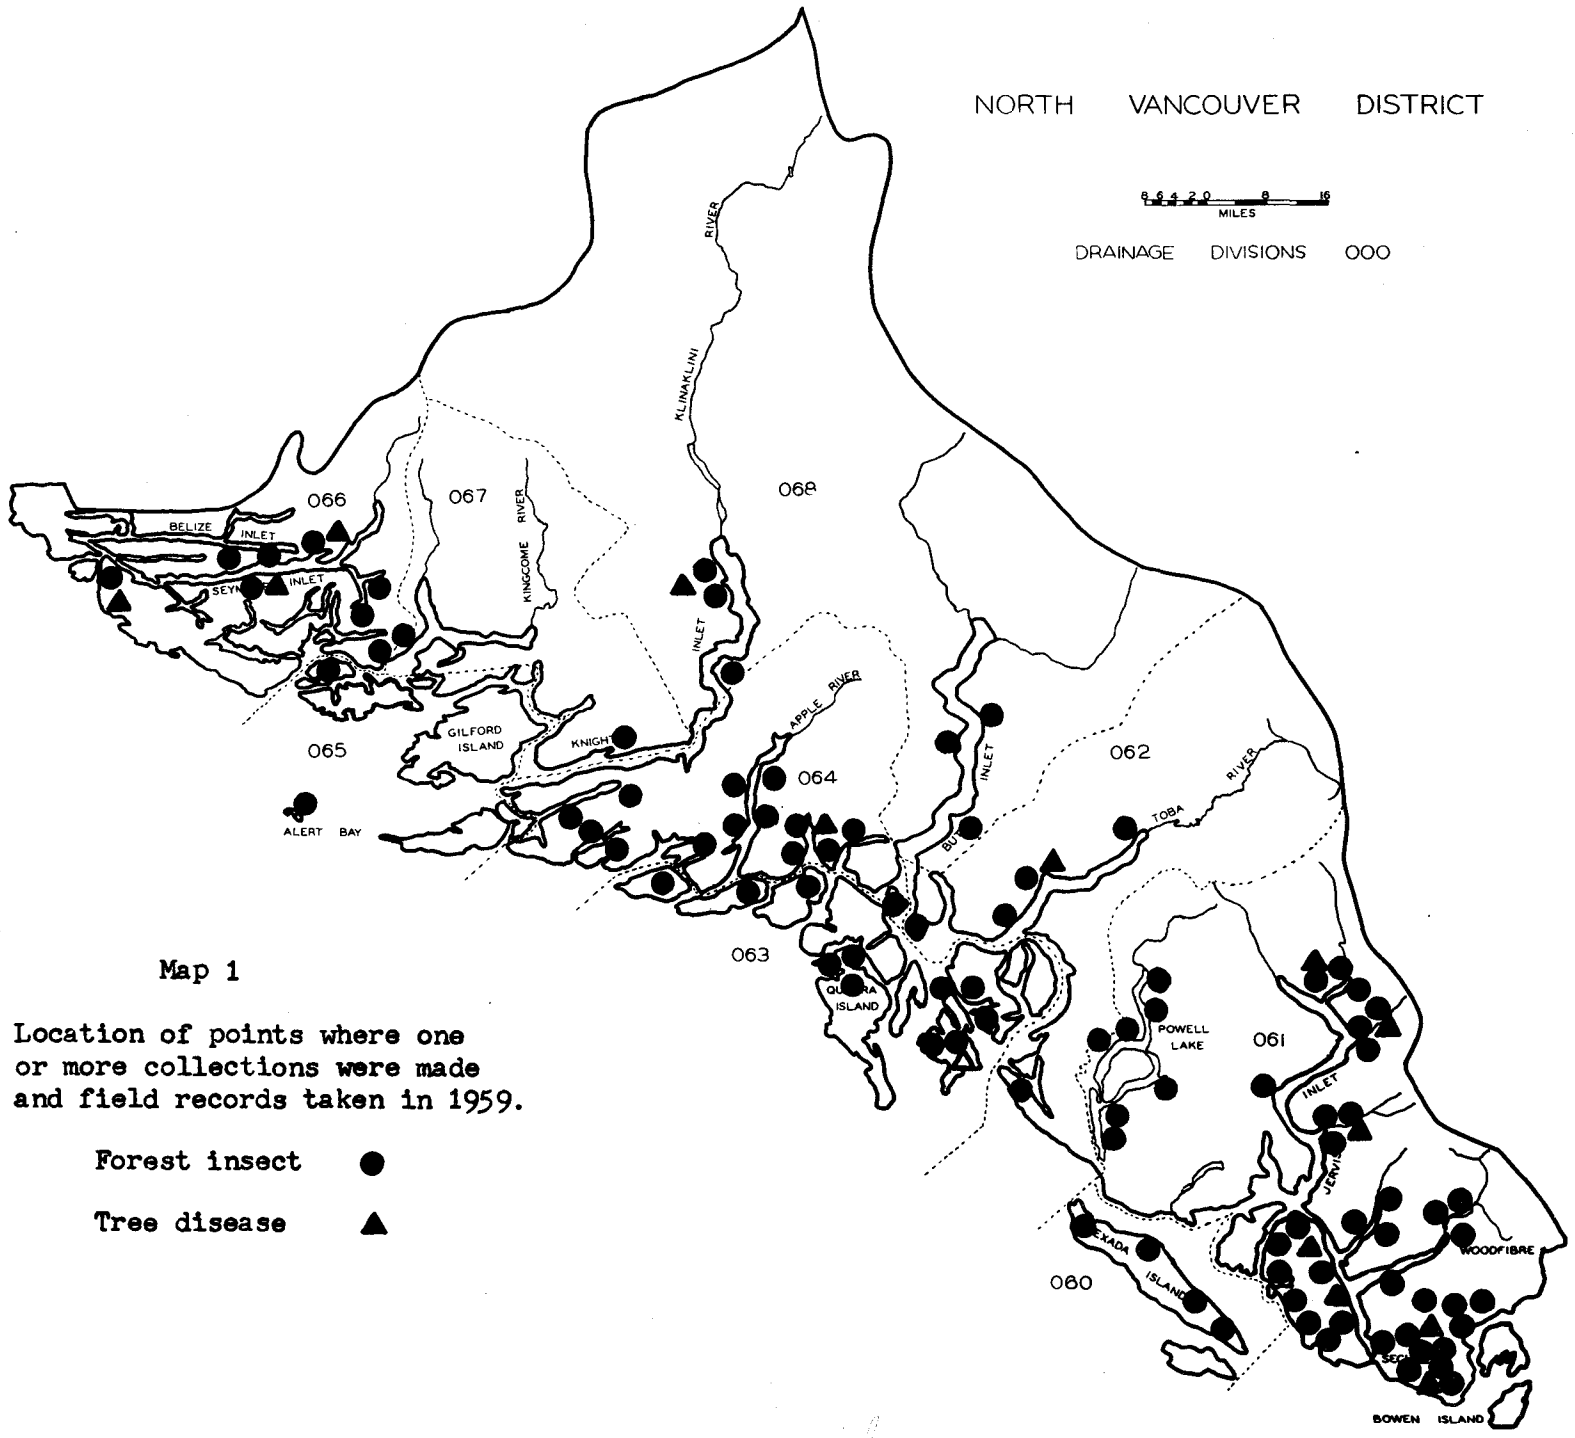 NORTH VANCOUVER DISTRICT
8 6 4 2 0 8 16
MILES
DRAINAGE DIVISIONS 000
RIVER
KLINAKLINI
066
067
068
BELIZE
INLET
KINGCOME RIVER
INLET
INLET
APPLE RIVER
GILFORD
ISLAND
065
064
062
INLET
RIVER
TOBA
ALERT BAY
063
ISLAND
POWELL
LAKE
061
INLET
JERVIS
Map 1
Location of points where one
or more collections were made
and field records taken in 1959.
Forest insect
Tree disease
WOODFIBRE
ISLAND
060
BOWEN ISLAND